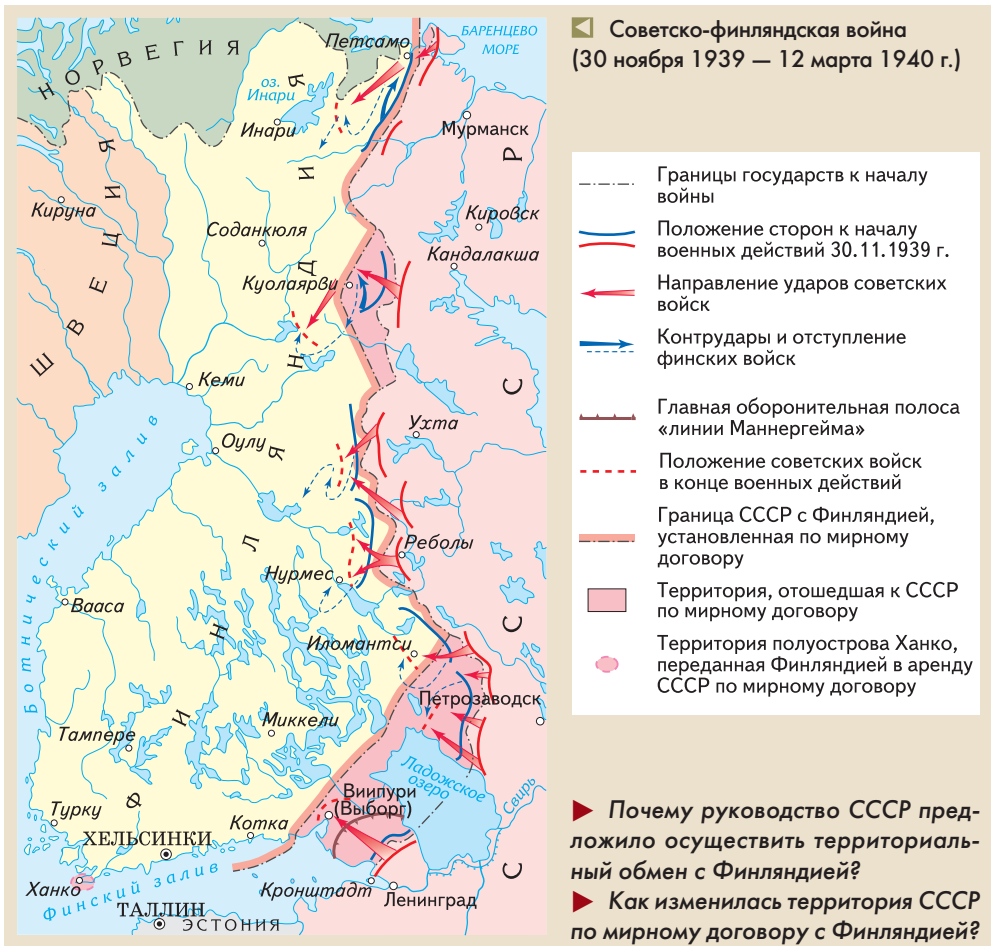 Советско-финляндская война
(30 ноября 1939 — 12 марта 1940 г.)
Границы государств к началу
войны
Положение сторон к началу
военных действий 30.11.1939 г.
Направление ударов советских
войск
Контрудары и отступление
финских войск
Главная оборонительная полоса
«линии Маннергейма»
Положение советских войск
в конце военных действий
Граница СССР с Финляндией,
установленная по мирному
договору
Территория, отошедшая к СССР
по мирному договору
Территория полуострова Ханко,
переданная Финляндией в аренду
СССР по мирному договору
Почему руководство СССР пред-
ложило осуществить территориаль-
ный обмен с Финляндией?
Как изменилась территория СССР
по мирному договору с Финляндией?
НОРВЕГИЯ
Петсамо
БАРЕНЦЕВО
МОРЕ
оз.
Инари
Инари
Мурманск
ШВЕЦИЯ
Кируна
Соданкюля
Кировск
Кандалакша
Куолаярви
Кеми
Оулу
Ухта
ФИНЛЯНДИЯ
СССР
Ботнический залив
Реболы
Нурмес
Вааса
Иломантси
Петрозаводск
Миккели
Тампере
Ладожское
озеро
Свирь
Виипури
(Выборг)
Турку
Котка
ХЕЛЬСИНКИ
Ханко
Финский залив
Кронштадт
Ленинград
ТАЛЛИН
ЭСТОНИЯ